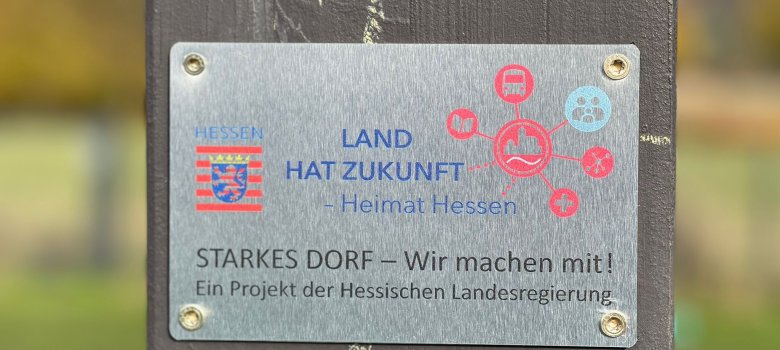 HESSEN
LAND
HAT ZUKUNFT
– Heimat Hessen
STARKES DORF – Wir machen mit!
Ein Projekt der Hessischen Landesregierung